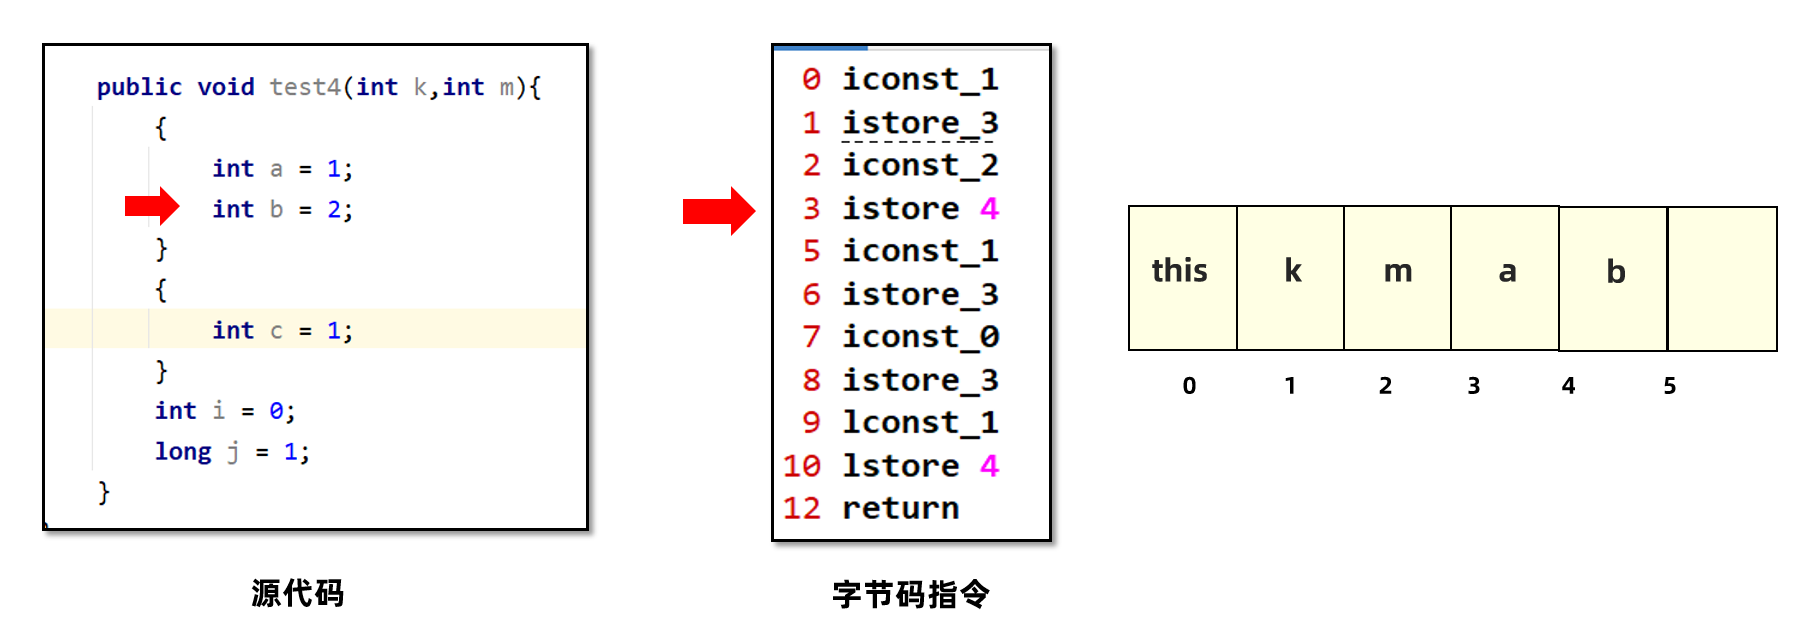 public void test4(int k,int m){
{
int a = 1;
int b = 2;
}
{
int c = 1;
}
int i = 0;
long j = 1;
}
源代码
0 iconst_1
1 istore_3
2 iconst_2
3 istore 4
5 iconst_1
6 istore_3
7 iconst_0
8 istore_3
9 lconst_1
10 lstore 4
12 return
字节码指令
this k m a b
0 1 2 3 4 5